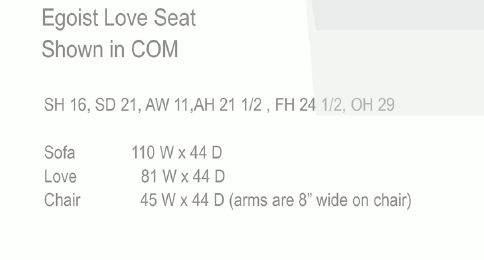 Egoist Love Seat
Shown in COM
SH 16, SD 21, AW 11,AH 21 1/2 , FH 24 1/2, OH 29
Sofa 110 W x 44 D
Love 81 W x 44 D
Chair 45 W x 44 D (arms are 8” wide on chair)